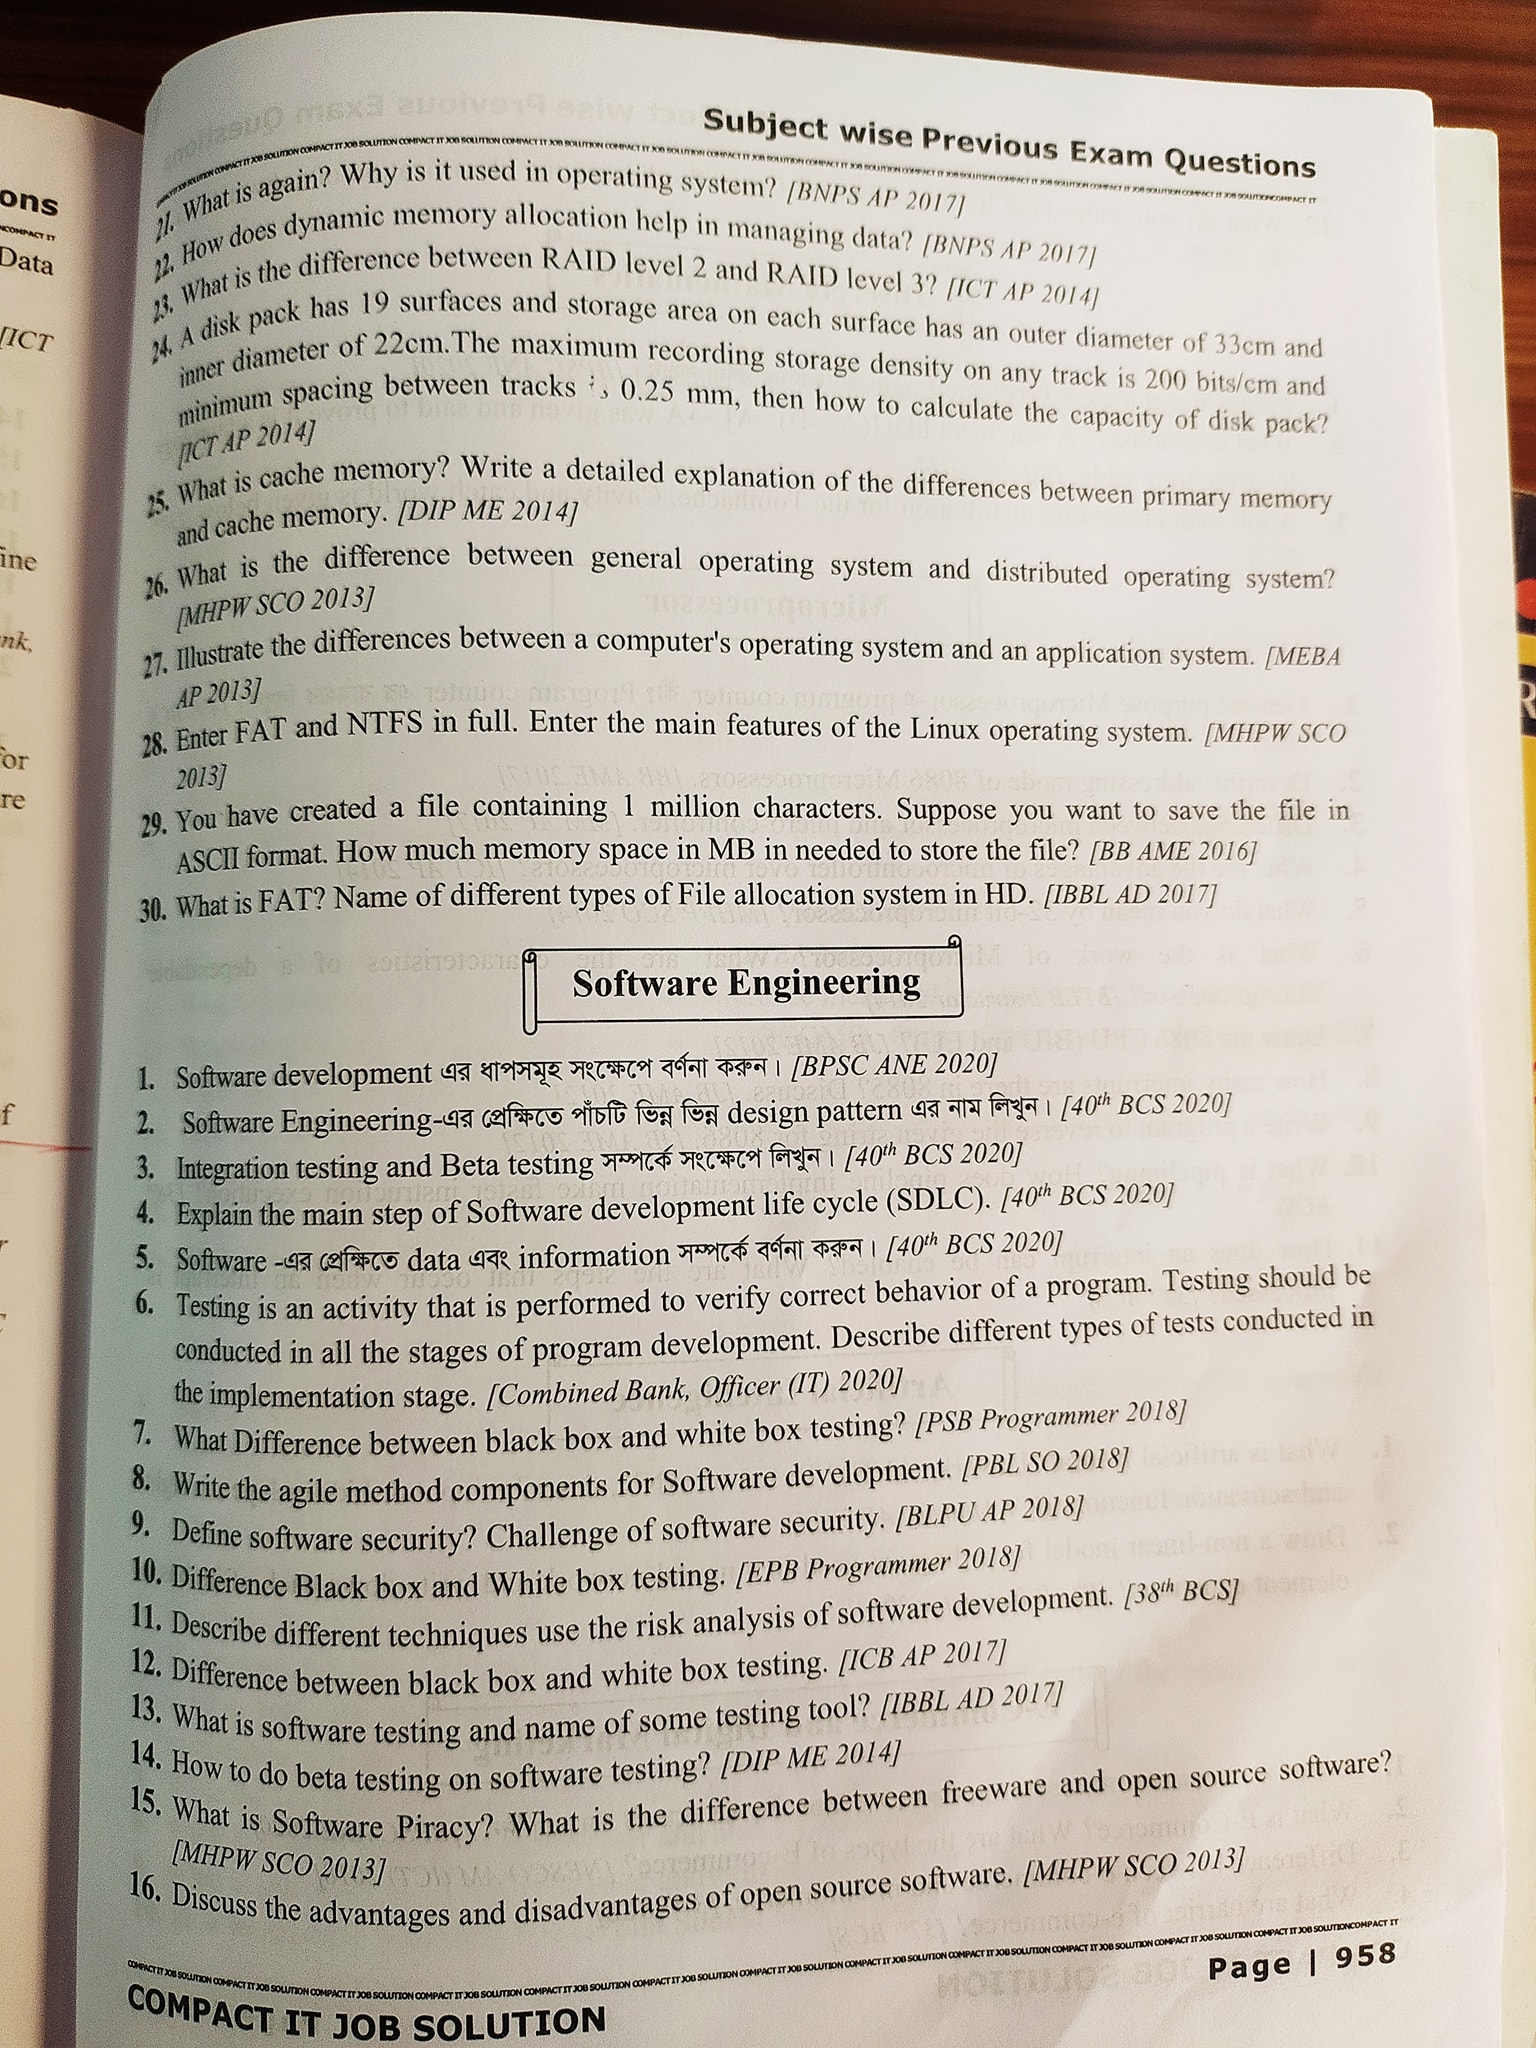 Subject wise Previous Exam Questions
21. What is again? Why is it used in operating system? [BNPS AP 2017]
22. How does dynamic memory allocation help in managing data? [BNPS AP 2017]
23. What is the difference between RAID level 2 and RAID level 3? [ICT AP 2014]
24. A disk pack has 19 surfaces and storage area on each surface has an outer diameter of 33cm and
inner diameter of 22cm.The maximum recording storage density on any track is 200 bits/cm and
minimum spacing between tracks 0.25 mm, then how to calculate the capacity of disk pack?
[ICT AP 2014]
25. What is cache memory? Write a detailed explanation of the differences between primary memory
and cache memory. [DIP ME 2014]
26. What is the difference between general operating system and distributed operating system?
[MHPW SCO 2013]
27. Illustrate the differences between a computer's operating system and an application system. [MEBA
AP 2013]
28. Enter FAT and NTFS in full. Enter the main features of the Linux operating system. [MHPW SCO
2013]
29. You have created a file containing 1 million characters. Suppose you want to save the file in
ASCII format. How much memory space in MB in needed to store the file? [BB AME 2016]
30. What is FAT? Name of different types of File allocation system in HD. [IBBL AD 2017]
Software Engineering
1. Software development এর ধাপসমূহ সংক্ষেপে বর্ণনা করুন। [BPSC ANE 2020]
2. Software Engineering-এর প্রেক্ষিতে পাঁচটি ভিন্ন ভিন্ন design pattern এর নাম লিখুন। [40th BCS 2020]
3. Integration testing and Beta testing সম্পর্কে সংক্ষেপে লিখুন। [40th BCS 2020]
4. Explain the main step of Software development life cycle (SDLC). [40th BCS 2020]
5. Software -এর প্রেক্ষিতে data এবং information সম্পর্কে বর্ণনা করুন। [40th BCS 2020]
6. Testing is an activity that is performed to verify correct behavior of a program. Testing should be
conducted in all the stages of program development. Describe different types of tests conducted in
the implementation stage. [Combined Bank, Officer (IT) 2020]
7. What Difference between black box and white box testing? [PSB Programmer 2018]
8. Write the agile method components for Software development. [PBL SO 2018]
9. Define software security? Challenge of software security. [BLPU AP 2018]
10. Difference Black box and White box testing. [EPB Programmer 2018]
11. Describe different techniques use the risk analysis of software development. [38th BCS]
12. Difference between black box and white box testing. [ICB AP 2017]
13. What is software testing and name of some testing tool? [IBBL AD 2017]
14. How to do beta testing on software testing? [DIP ME 2014]
15. What is Software Piracy? What is the difference between freeware and open source software?
[MHPW SCO 2013]
16. Discuss the advantages and disadvantages of open source software. [MHPW SCO 2013]
Page | 958
COMPACT IT JOB SOLUTION